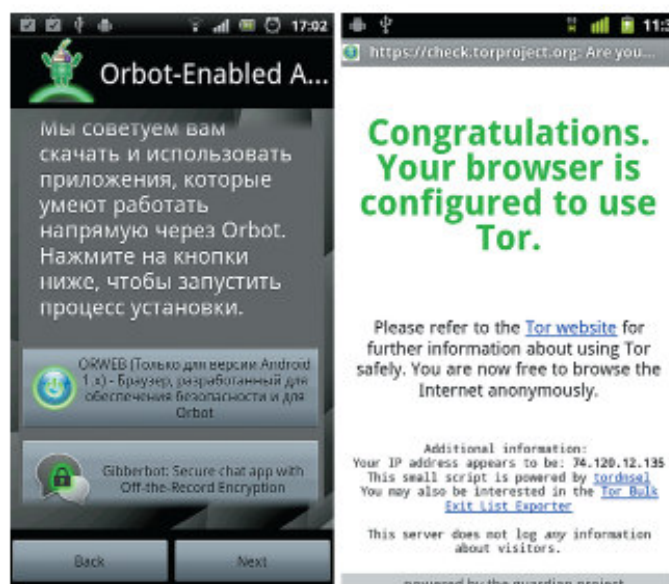 17:02
Orbot-Enabled A...
Мы советуем вам
скачать и использовать
приложения, которые
умеют работать
напрямую через Orbot.
Нажмите на кнопки
ниже, чтобы запустить
процесс установки.
ORWEB (Только для версии Android
1.x) - Браузер, разработанный для
обеспечения безопасности и для
Orbot
Gibberbot: Secure chat app with
Off-the-Record Encryption
Back
Next
https://check.torproject.org: Are you...
Congratulations.
Your browser is
configured to use
Tor.
Please refer to the Tor website for
further information about using Tor
safely. You are now free to browse the
Internet anonymously.
Additional information:
Your IP address appears to be: 74.120.12.135
This small script is powered by tordnsel
You may also be interested in the Tor Bulk
Exit List Exporter
This server does not log any information
about visitors.
powered by the guardian project